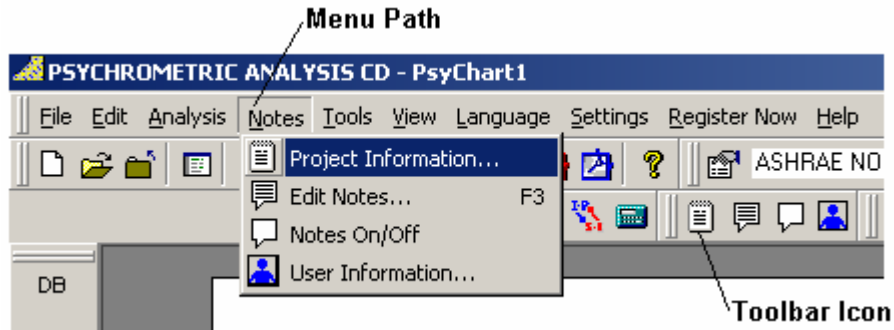 Menu Path
PSYCHROMETRIC ANALYSIS CD - PsyChart1
File Edit Analysis Notes Tools View Language Settings Register Now Help
Project Information...
ASHRAE NO
Edit Notes... F3
I-P
S-I
Notes On/Off
User Information...
DB
Toolbar Icon